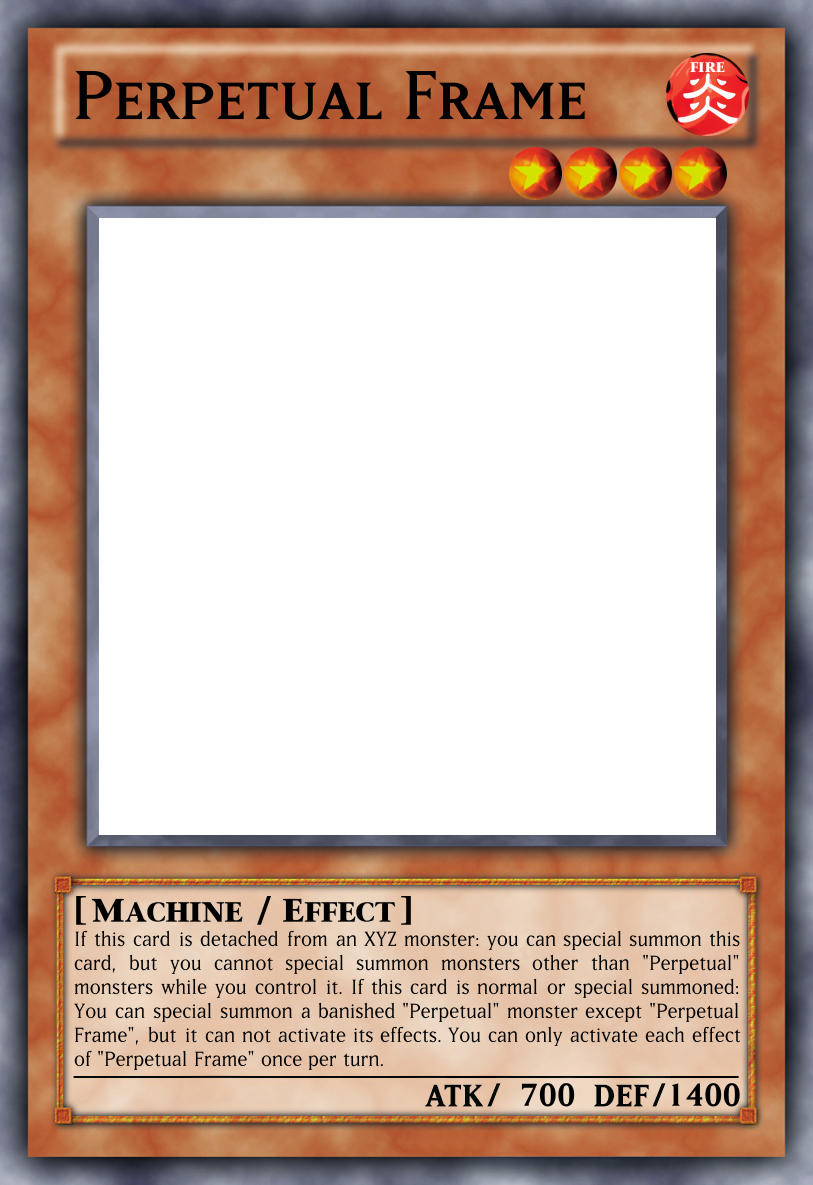 Perpetual Frame
FIRE
炎
[ Machine / Effect ]
If this card is detached from an XYZ monster: you can special summon this
card, but you cannot special summon monsters other than "Perpetual"
monsters while you control it. If this card is normal or special summoned:
You can special summon a banished "Perpetual" monster except "Perpetual
Frame", but it can not activate its effects. You can only activate each effect
of "Perpetual Frame" once per turn.
ATK/ 700 DEF/1400